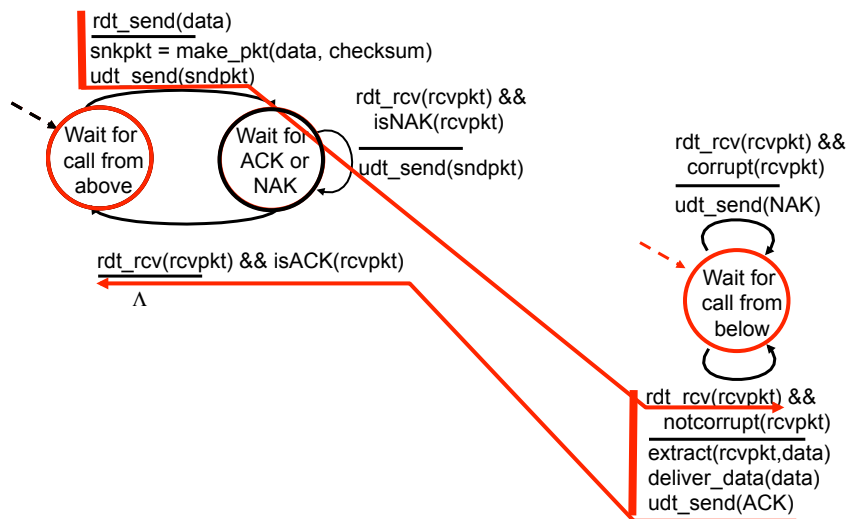 rdt_send(data)
snkpkt = make_pkt(data, checksum)
udt_send(sndpkt)
Wait for
call from
above
Wait for
ACK or
NAK
rdt_rcv(rcvpkt) &&
isNAK(rcvpkt)
udt_send(sndpkt)
rdt_rcv(rcvpkt) && isACK(rcvpkt)
Λ
rdt_rcv(rcvpkt) &&
corrupt(rcvpkt)
udt_send(NAK)
Wait for
call from
below
rdt_rcv(rcvpkt) &&
notcorrupt(rcvpkt)
extract(rcvpkt,data)
deliver_data(data)
udt_send(ACK)